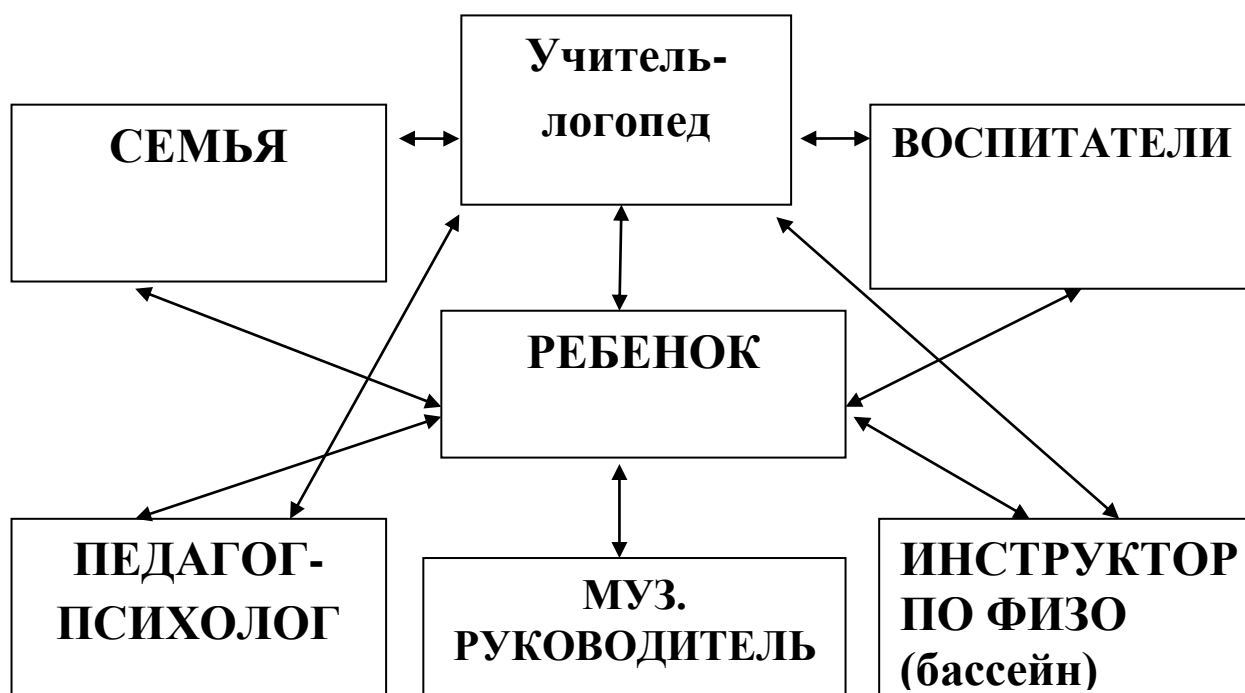 Учитель-
логопед
СЕМЬЯ
ВОСПИТАТЕЛИ
РЕБЕНОК
ПЕДАГОГ-
ПСИХОЛОГ
МУЗ.
РУКОВОДИТЕЛЬ
ИНСТРУКТОР
ПО ФИЗО
(бассейн)